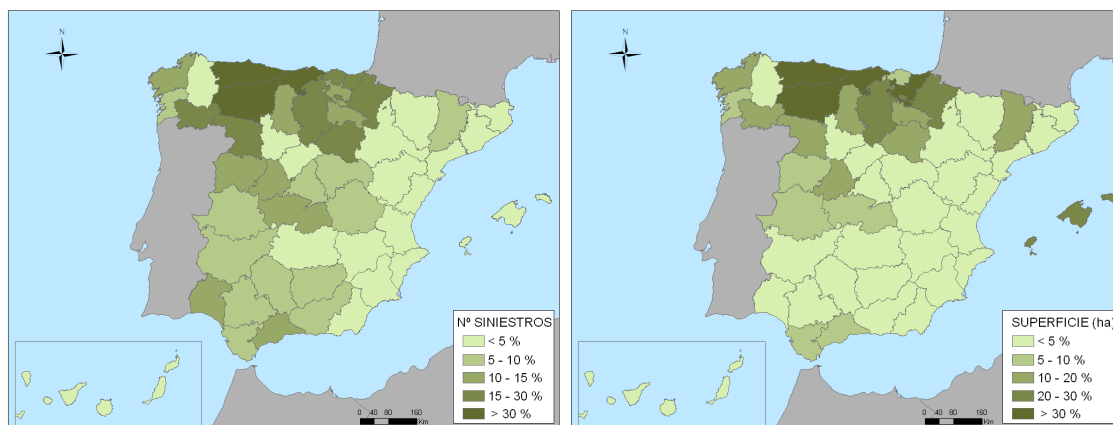 N
Nº SINIESTROS
< 5 %
5 - 10 %
10 - 15 %
15 - 30 %
> 30 %
0 40 80 160
Km
N
SUPERFICIE (ha)
< 5 %
5 - 10 %
10 - 20 %
20 - 30 %
> 30 %
0 40 80 160
Km